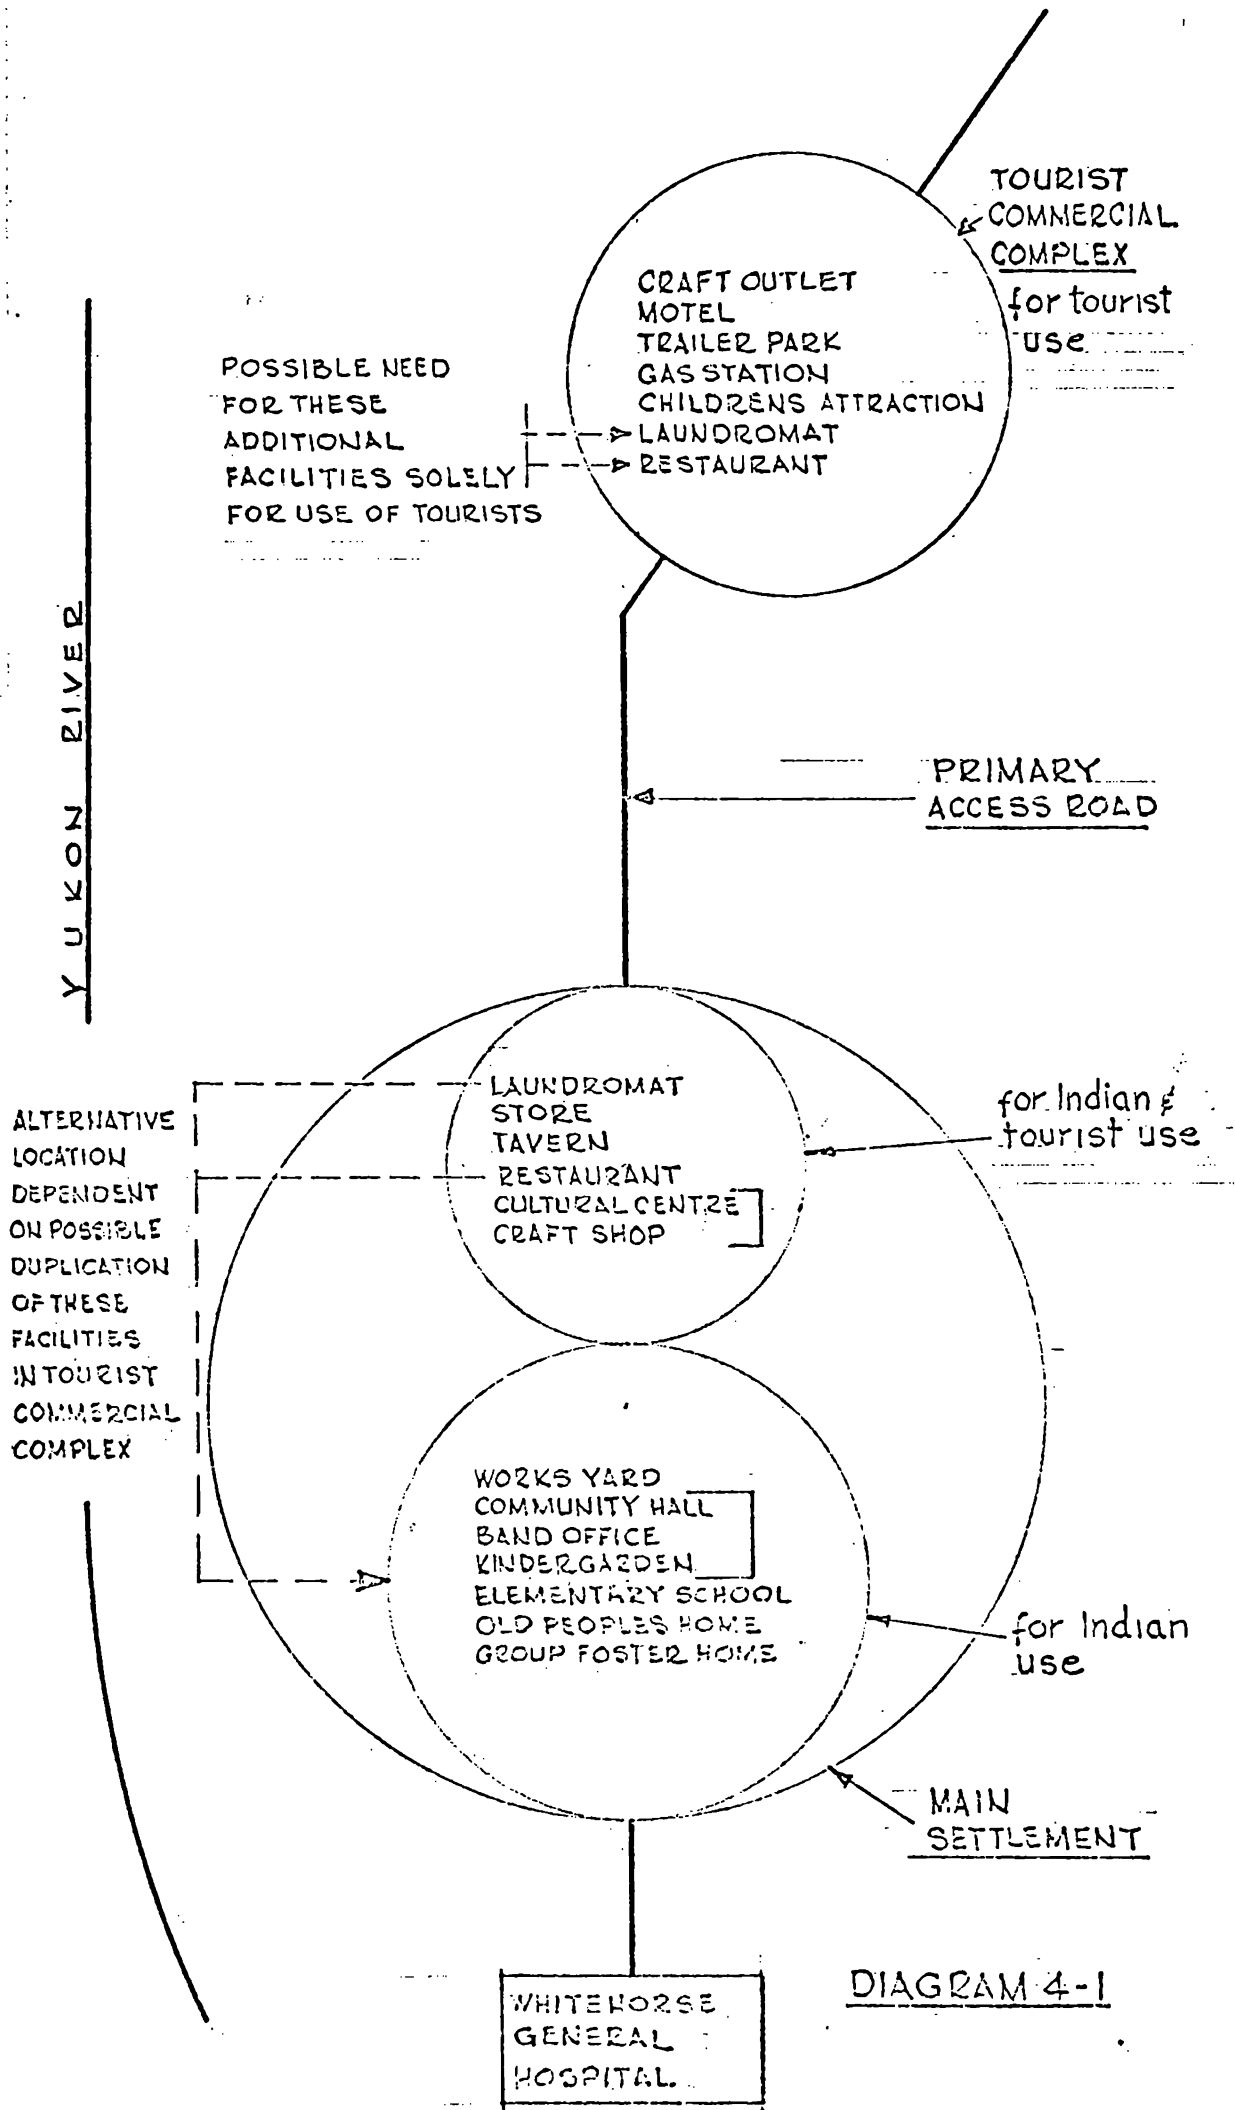 TOURIST
COMMERCIAL
COMPLEX
for tourist
use
CRAFT OUTLET
MOTEL
TRAILER PARK
GAS STATION
CHILDRENS ATTRACTION
LAUNDROMAT
RESTAURANT
POSSIBLE NEED
FOR THESE
ADDITIONAL
FACILITIES SOLELY
FOR USE OF TOURISTS
YUKON RIVER
PRIMARY
ACCESS ROAD
LAUNDROMAT
STORE
TAVERN
RESTAURANT
CULTURAL CENTRE
CRAFT SHOP
for Indian &
tourist use
ALTERNATIVE
LOCATION
DEPENDENT
ON POSSIBLE
DUPLICATION
OF THESE
FACILITIES
IN TOURIST
COMMERCIAL
COMPLEX
WORKS YARD
COMMUNITY HALL
BAND OFFICE
KINDERGARDEN
ELEMENTARY SCHOOL
OLD PEOPLES HOME
GROUP FOSTER HOME
for Indian
use
MAIN
SETTLEMENT
WHITEHORSE
GENERAL
HOSPITAL
DIAGRAM 4-1